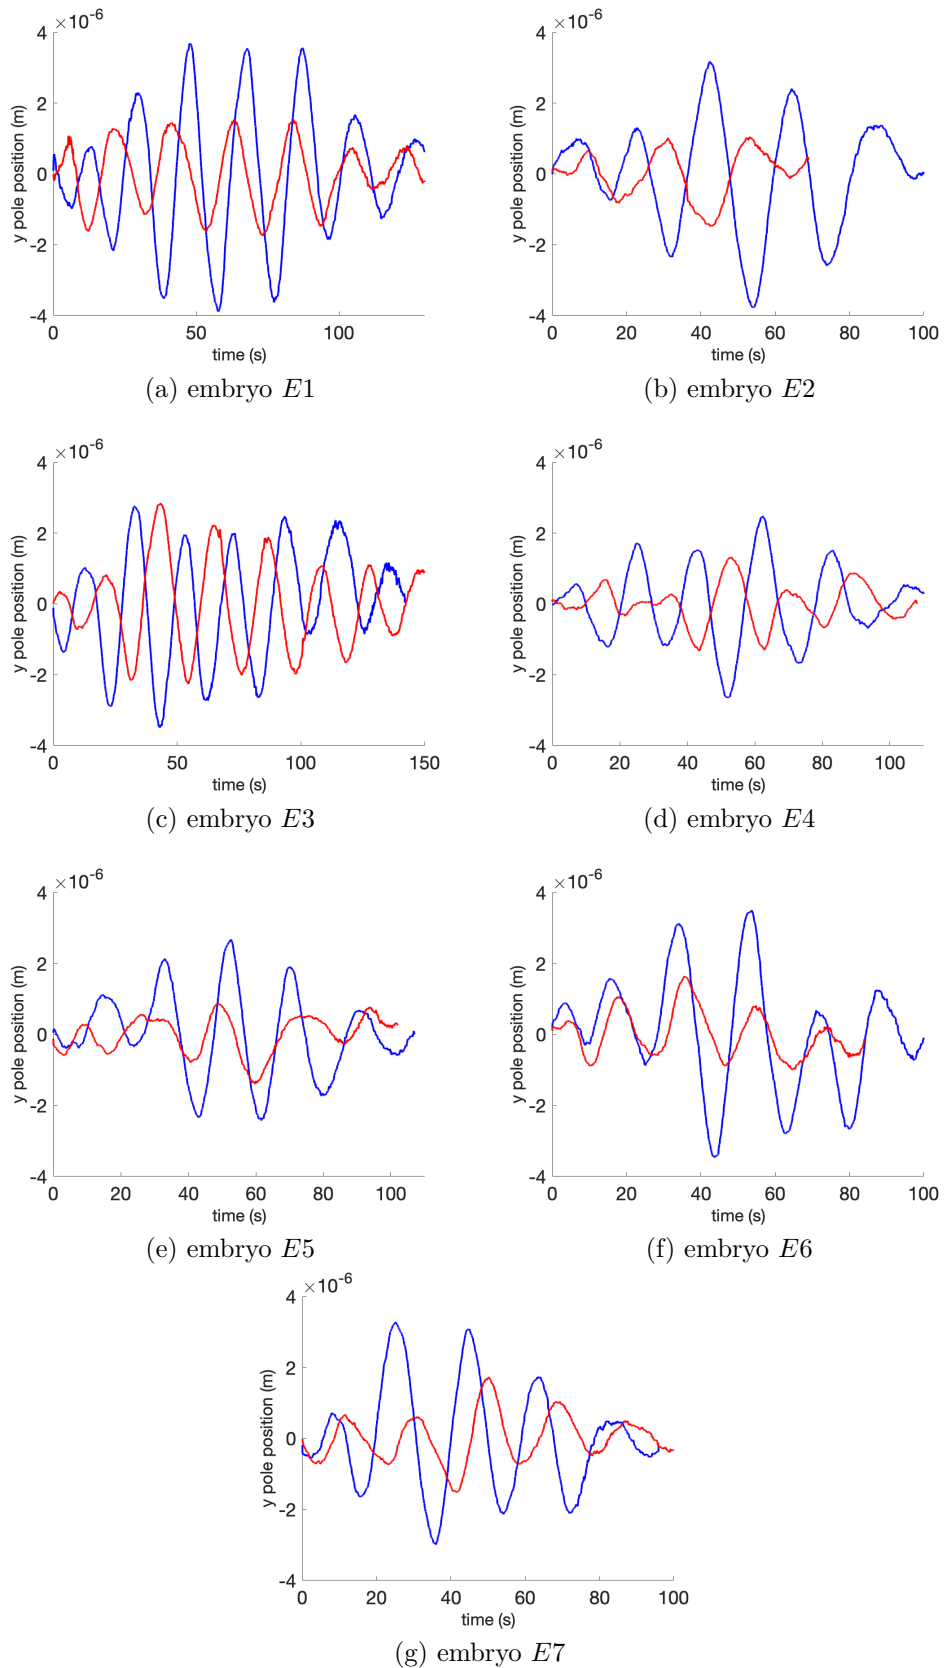 ×10-6
4
2
0
-2
-4
y pole position (m)
0 50 100
time (s)
(a) embryo E1
×10-6
4
2
0
-2
-4
y pole position (m)
0 20 40 60 80 100
time (s)
(b) embryo E2
×10-6
4
2
0
-2
-4
y pole position (m)
0 50 100 150
time (s)
(c) embryo E3
×10-6
4
2
0
-2
-4
y pole position (m)
0 20 40 60 80 100
time (s)
(d) embryo E4
×10-6
4
2
0
-2
-4
y pole position (m)
0 20 40 60 80 100
time (s)
(e) embryo E5
×10-6
4
2
0
-2
-4
y pole position (m)
0 20 40 60 80 100
time (s)
(f) embryo E6
×10-6
4
2
0
-2
-4
y pole position (m)
0 20 40 60 80 100
time (s)
(g) embryo E7